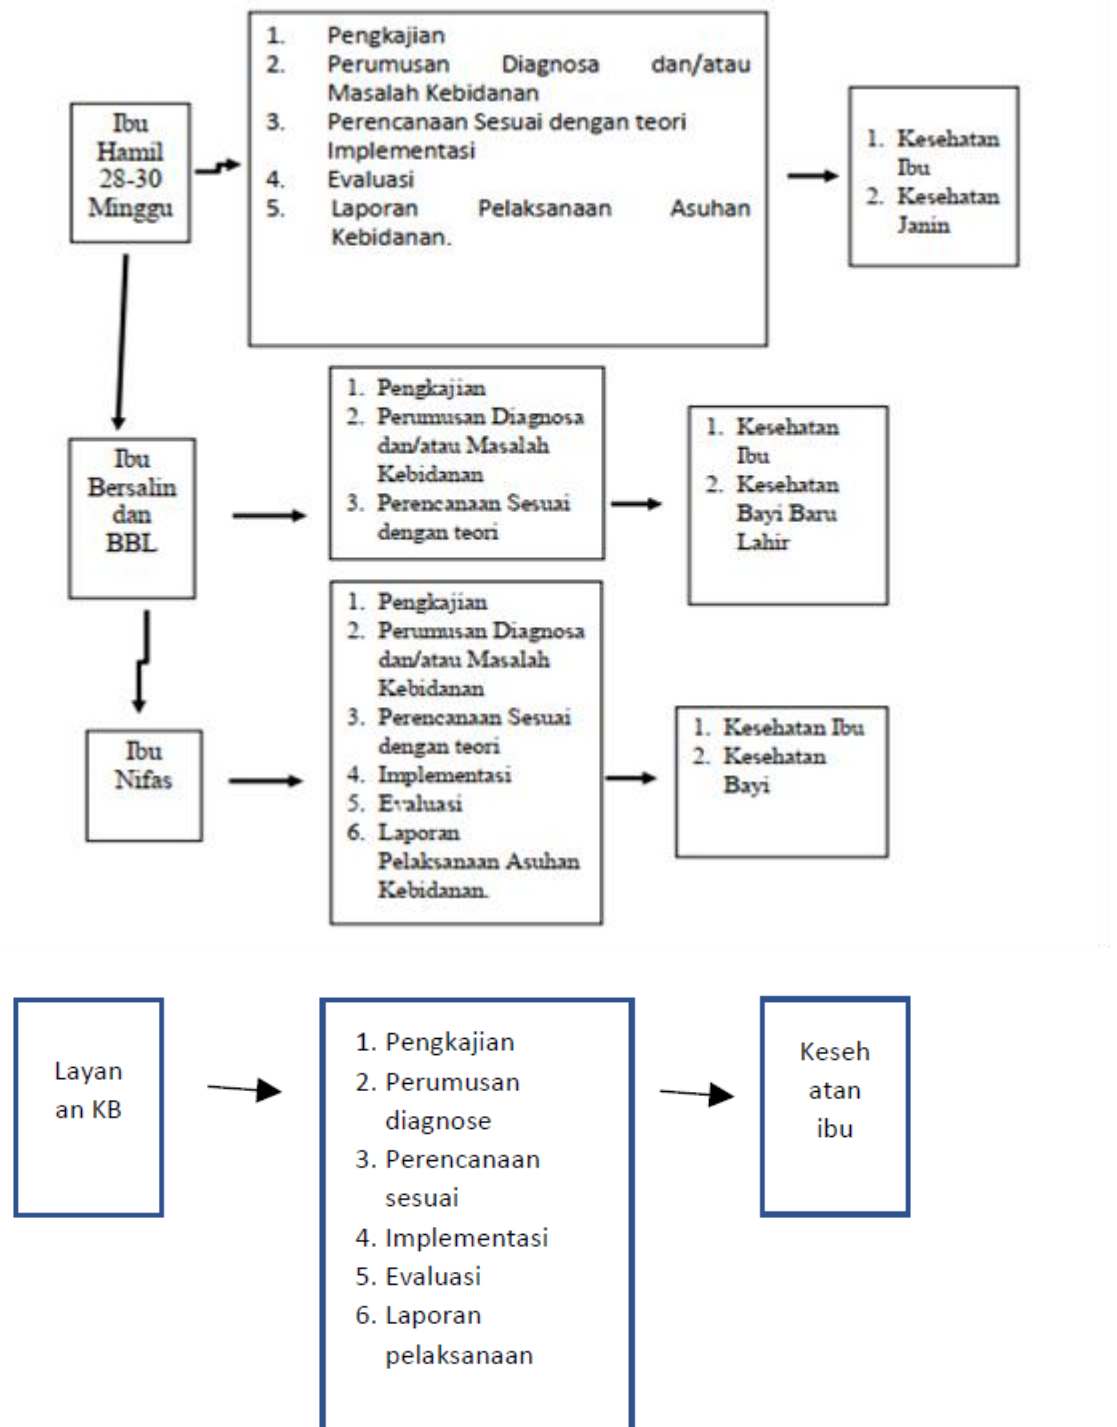 Ibu
Hamil
28-30
Minggu
1. Pengkajian
2. Perumusan Diagnosa dan/atau
Masalah Kebidanan
3. Perencanaan Sesuai dengan teori
Implementasi
4. Evaluasi
5. Laporan Pelaksanaan Asuhan
Kebidanan.
1. Kesehatan
Ibu
2. Kesehatan
Janin
Ibu
Bersalin
dan
BBL
1. Pengkajian
2. Perumusan Diagnosa
dan/atau Masalah
Kebidanan
3. Perencanaan Sesuai
dengan teori
1. Kesehatan
Ibu
2. Kesehatan
Bayi Baru
Lahir
Ibu
Nifas
1. Pengkajian
2. Perumusan Diagnosa
dan/atau Masalah
Kebidanan
3. Perencanaan Sesuai
dengan teori
4. Implementasi
5. Evaluasi
6. Laporan
Pelaksanaan Asuhan
Kebidanan.
1. Kesehatan Ibu
2. Kesehatan
Bayi
Layan
an KB
1. Pengkajian
2. Perumusan
diagnose
3. Perencanaan
sesuai
4. Implementasi
5. Evaluasi
6. Laporan
pelaksanaan
Keseh
atan
ibu